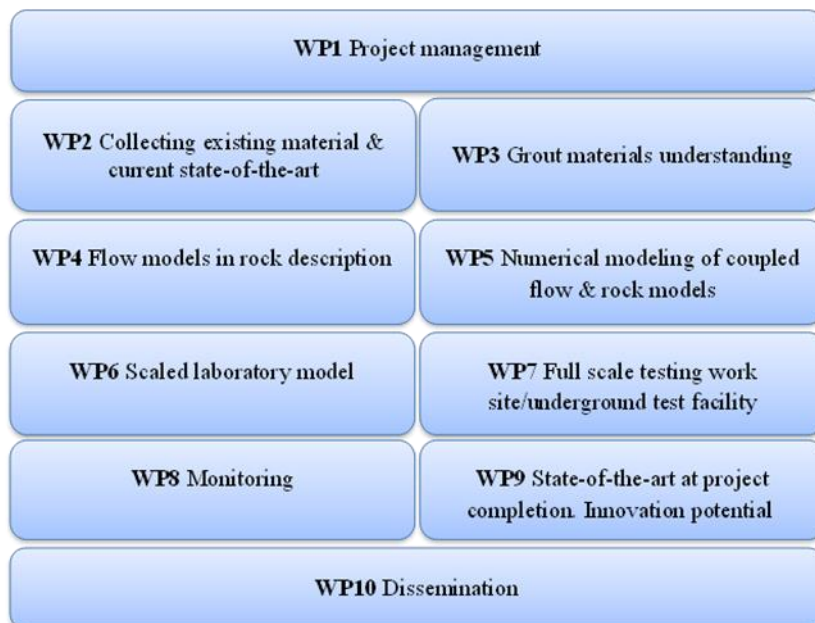 WP1 Project management
WP2 Collecting existing material &
current state-of-the-art
WP3 Grout materials understanding
WP4 Flow models in rock description
WP5 Numerical modeling of coupled
flow & rock models
WP6 Scaled laboratory model
WP7 Full scale testing work
site/underground test facility
WP8 Monitoring
WP9 State-of-the-art at project
completion. Innovation potential
WP10 Dissemination